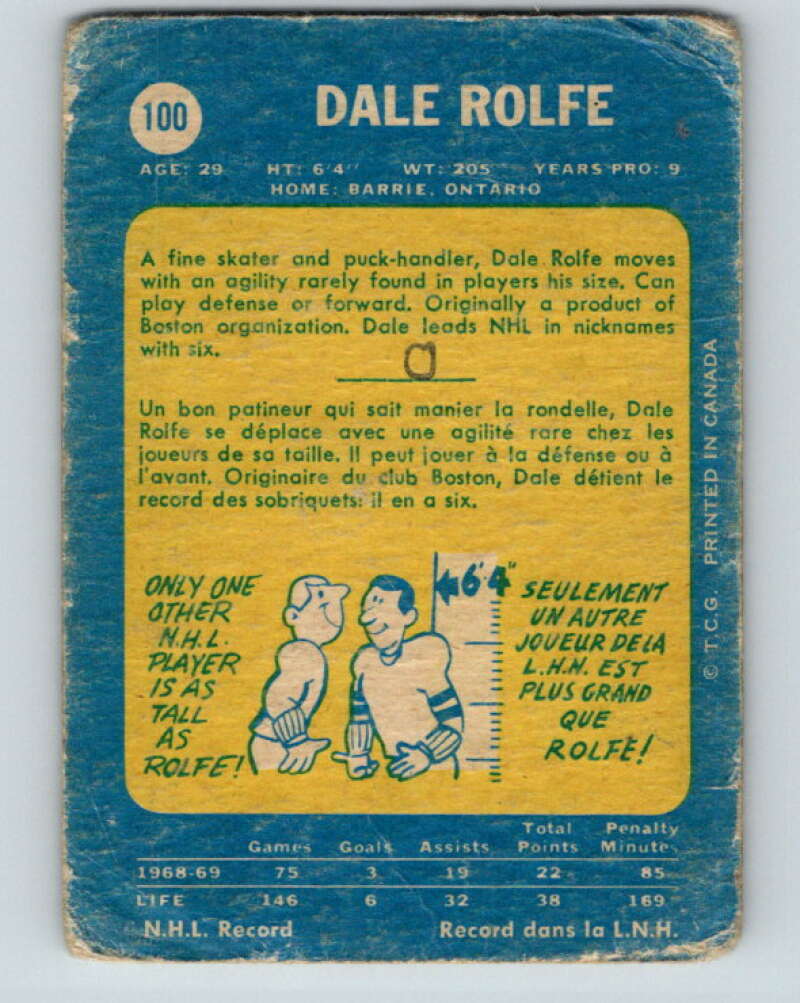 100
DALE ROLFE
AGE: 29 HT: 6'4" WT: 205 YEARS PRO: 9
HOME: BARRIE, ONTARIO
A fine skater and puck-handler, Dale Rolfe moves
with an agility rarely found in players his size. Can
play defense or forward. Originally a product of
Boston organization. Dale leads NHL in nicknames
with six.
Un bon patineur qui sait manier la rondelle, Dale
Rolfe se déplace avec une agilité rare chez les
joueurs de sa taille. Il peut jouer à la défense ou à
l'avant. Originaire du club Boston, Dale détient le
record des sobriquets: il en a six.
ONLY ONE
OTHER
N.H.L.
PLAYER
IS AS
TALL
AS
ROLFE!
6'4"
SEULEMENT
UN AUTRE
JOUEUR DE LA
L.H.N. EST
PLUS GRAND
QUE
ROLFE!
© T.C.G. PRINTED IN CANADA
Games Goals Assists Total Points Penalty Minutes
1968-69 75 3 19 22 85
LIFE 146 6 32 38 169
N.H.L. Record Record dans la L.N.H.